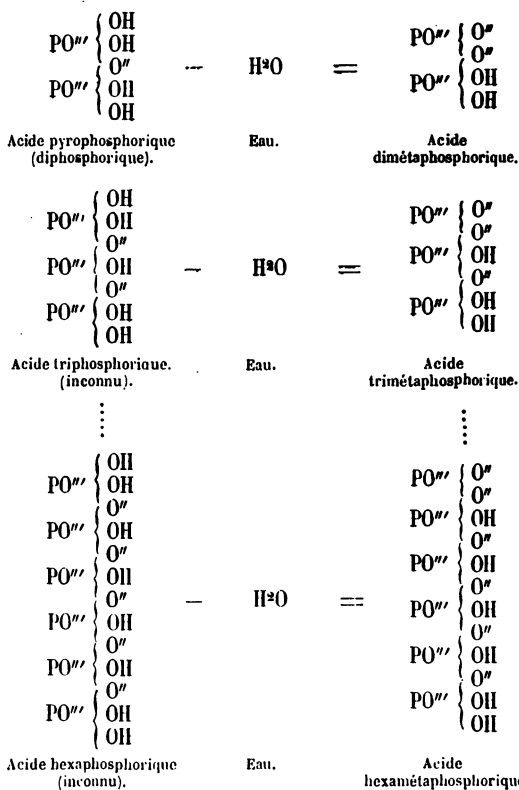 OH
PO‴ OH
O″ — H²O = PO‴ O″
O″
PO‴ OH PO‴ OH
OH OH
Acide pyrophosphorique Eau. Acide
(diphosphorique). dimétaphosphorique.
OH
PO‴ OH PO‴ O″
O″ O″
PO‴ OH — H²O = PO‴ OH
O″ O″
PO‴ OH PO‴ OH
OH OH
Acide triphosphorique. Eau. Acide
(inconnu). trimétaphosphorique.
OH
PO‴ OH PO‴ O″
O″ O″
PO‴ OH PO‴ OH
O″ O″
PO‴ OH PO‴ OH
O″ — H²O = O″
PO‴ OH PO‴ OH
O″ O″
PO‴ OH PO‴ OH
O″ O″
PO‴ OH PO‴ OH
OH OH
Acide hexaphosphorique Eau. Acide
(inconnu). hexamétaphosphoriqu